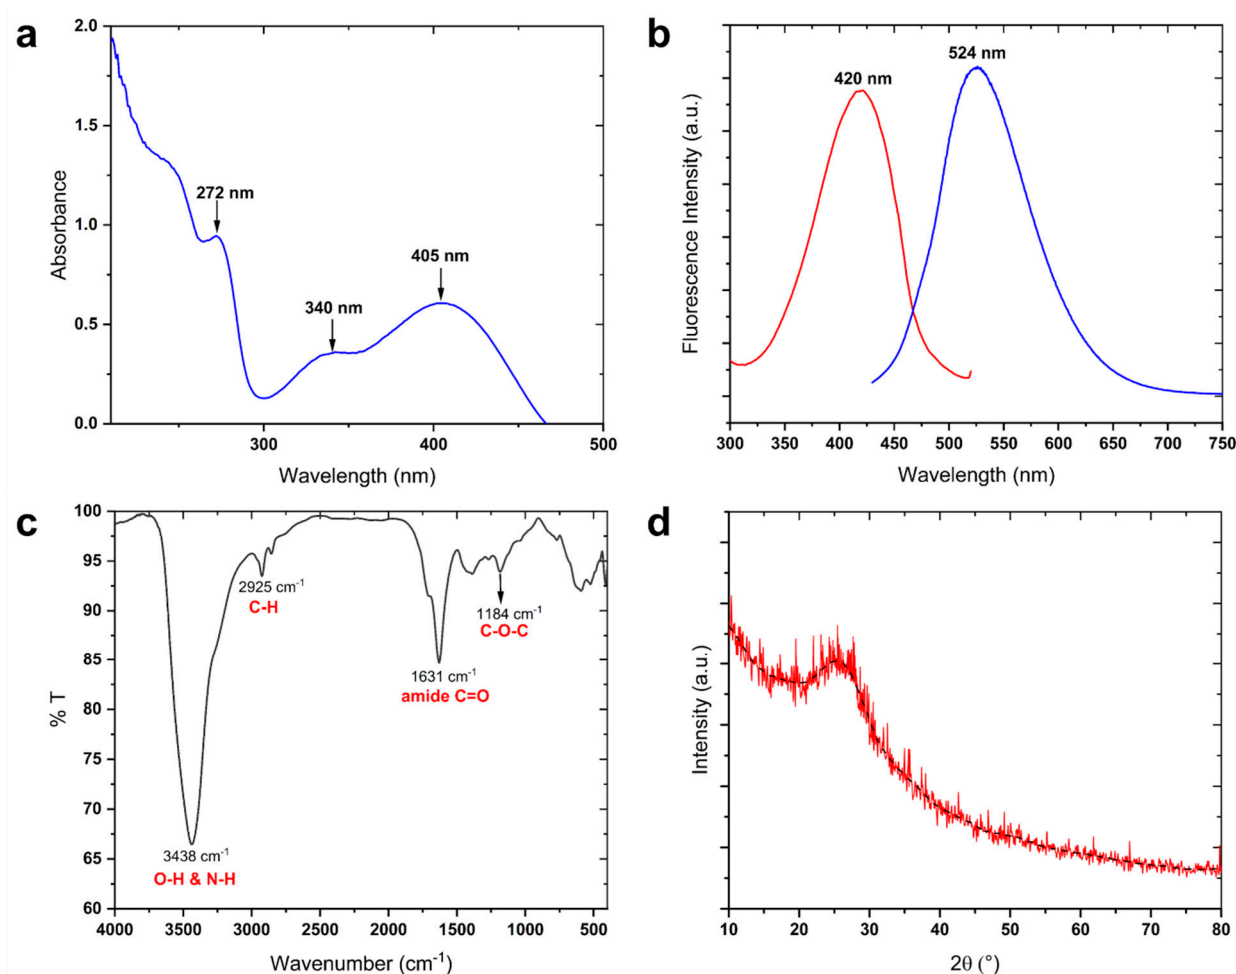 a
2.0
1.5
1.0
0.5
0.0
Absorbance
272 nm
340 nm
405 nm
300
400
500
Wavelength (nm)
b
420 nm
524 nm
Fluorescence Intensity (a.u.)
300 350 400 450 500 550 600 650 700 750
Wavelength (nm)
c
100
95
90
85
80
75
70
65
60
% T
2925 cm⁻¹
C-H
1184 cm⁻¹
C-O-C
1631 cm⁻¹
amide C=O
3438 cm⁻¹
O-H & N-H
4000 3500 3000 2500 2000 1500 1000 500
Wavenumber (cm⁻¹)
d
Intensity (a.u.)
10 20 30 40 50 60 70 80
2θ (°)